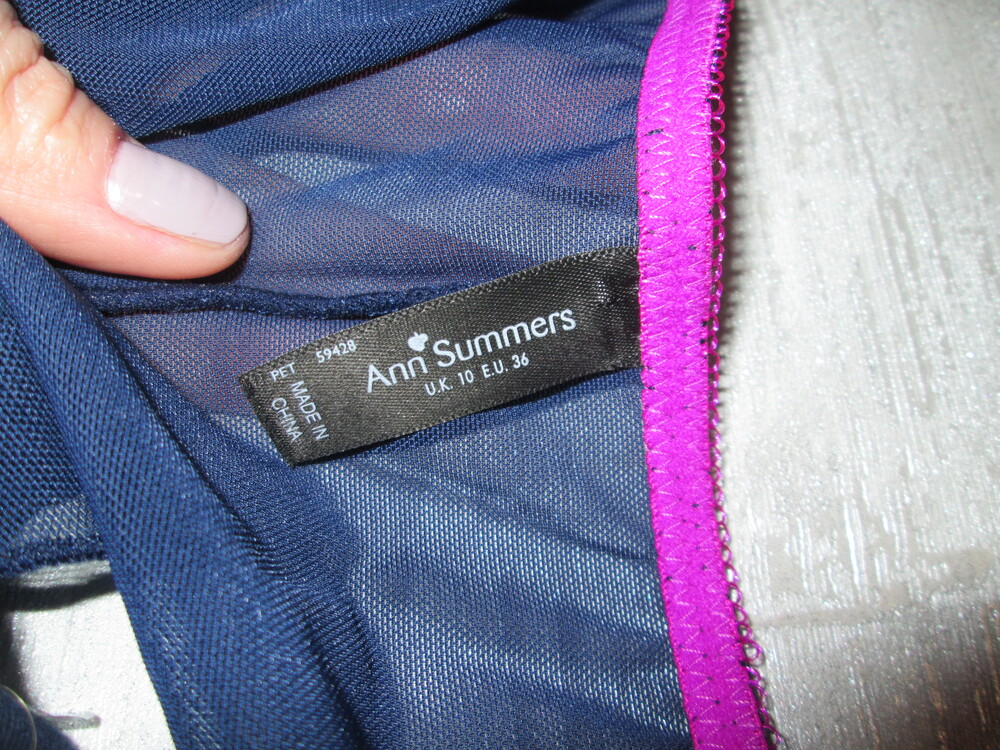 Ann Summers
U.K. 10 E.U. 36
PET 59428
MADE IN
CHINA